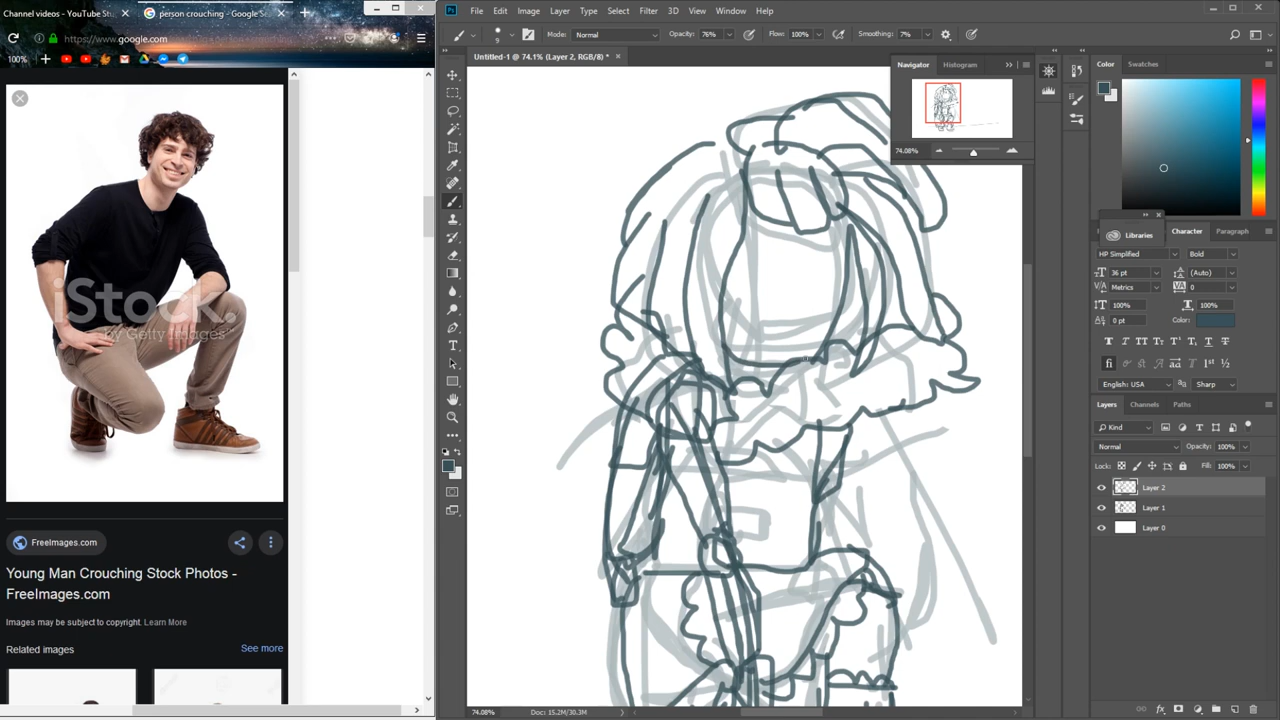 Channel videos - YouTube Stu
person crouching - Google Se
https://www.google.com
100%
iStock
by Getty Images
FreeImages.com
Young Man Crouching Stock Photos -
FreeImages.com
Images may be subject to copyright. Learn More
Related images
See more
Ps
File Edit Image Layer Type Select Filter 3D View Window Help
9
Mode: Normal
Opacity: 76%
Flow: 100%
Smoothing: 7%
Untitled-1 @ 74.1% (Layer 2, RGB/8) *
Navigator
Histogram
74.08%
Color
Swatches
Libraries
Character
Paragraph
HP Simplified
Bold
36 pt
(Auto)
Metrics
0
100%
100%
0 pt
Color:
English: USA
Sharp
Layers
Channels
Paths
Kind
Normal
Opacity: 100%
Lock:
Fill: 100%
Layer 2
Layer 1
Layer 0
74.08%
Doc: 15.2M/30.3M